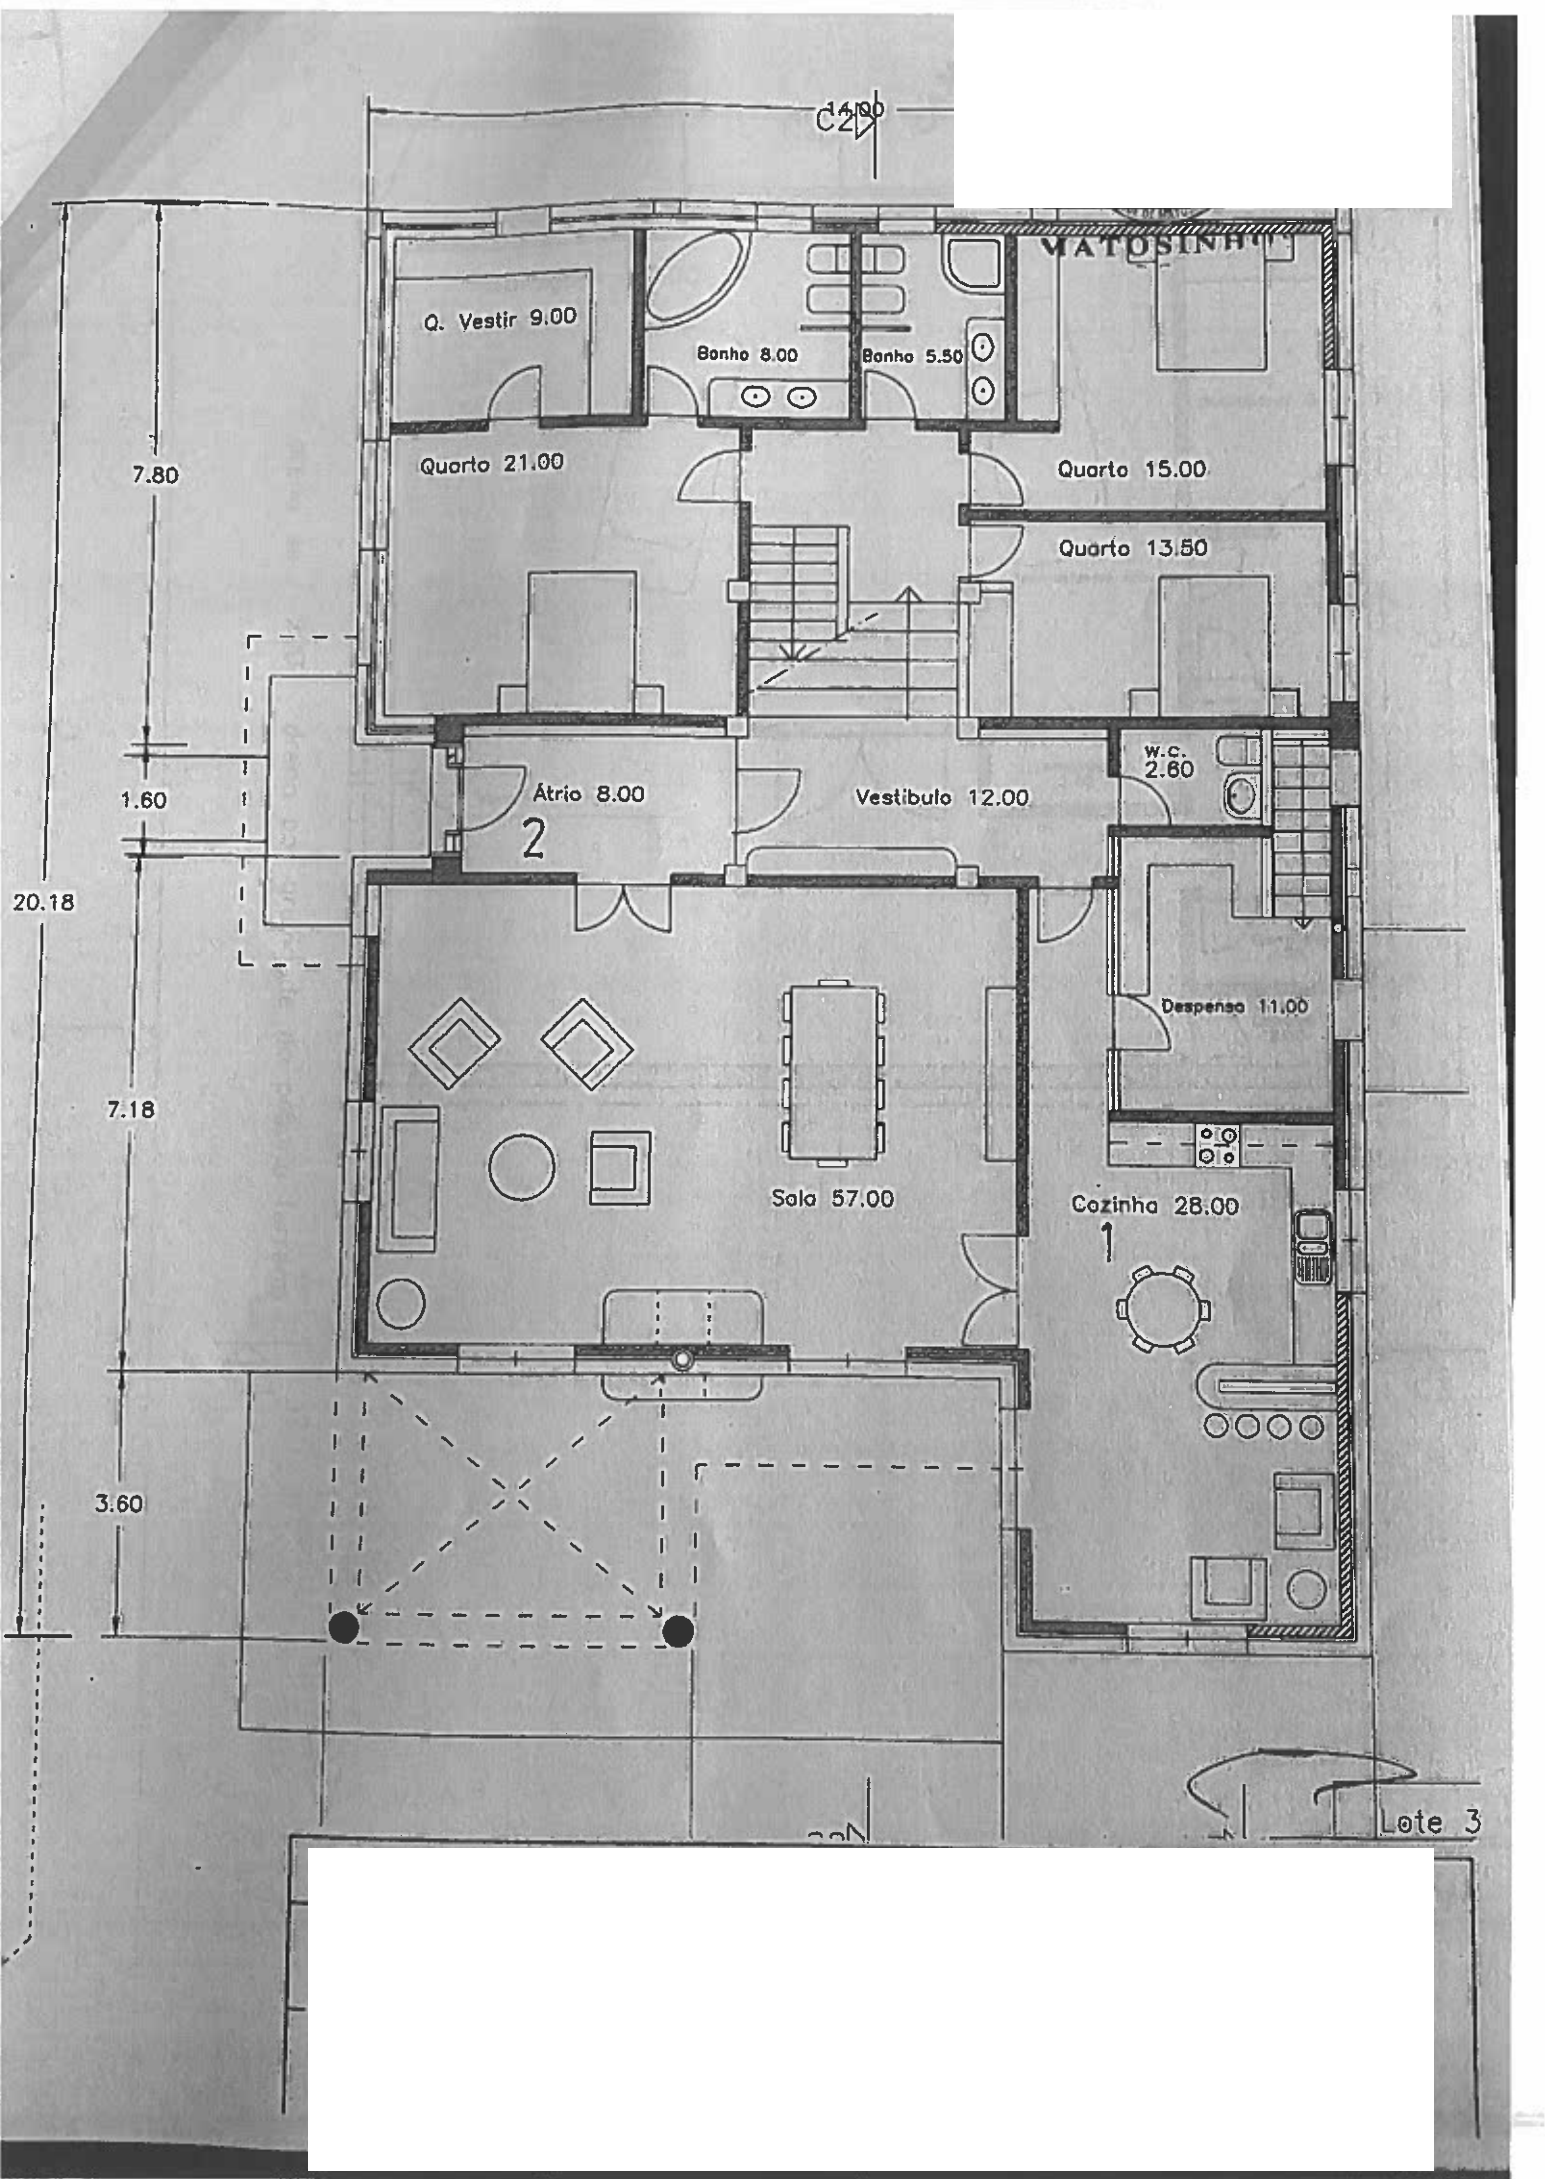 14.00
C2
MATOSINHO
Q. Vestir 9.00
Banho 8.00
Banho 5.50
Quarto 21.00
Quarto 15.00
7.80
Quarto 13.50
W.C.
2.60
1.60
Átrio 8.00
Vestibulo 12.00
2
20.18
Despensa 11.00
7.18
Sala 57.00
Cozinha 28.00
1
3.60
Lote 3